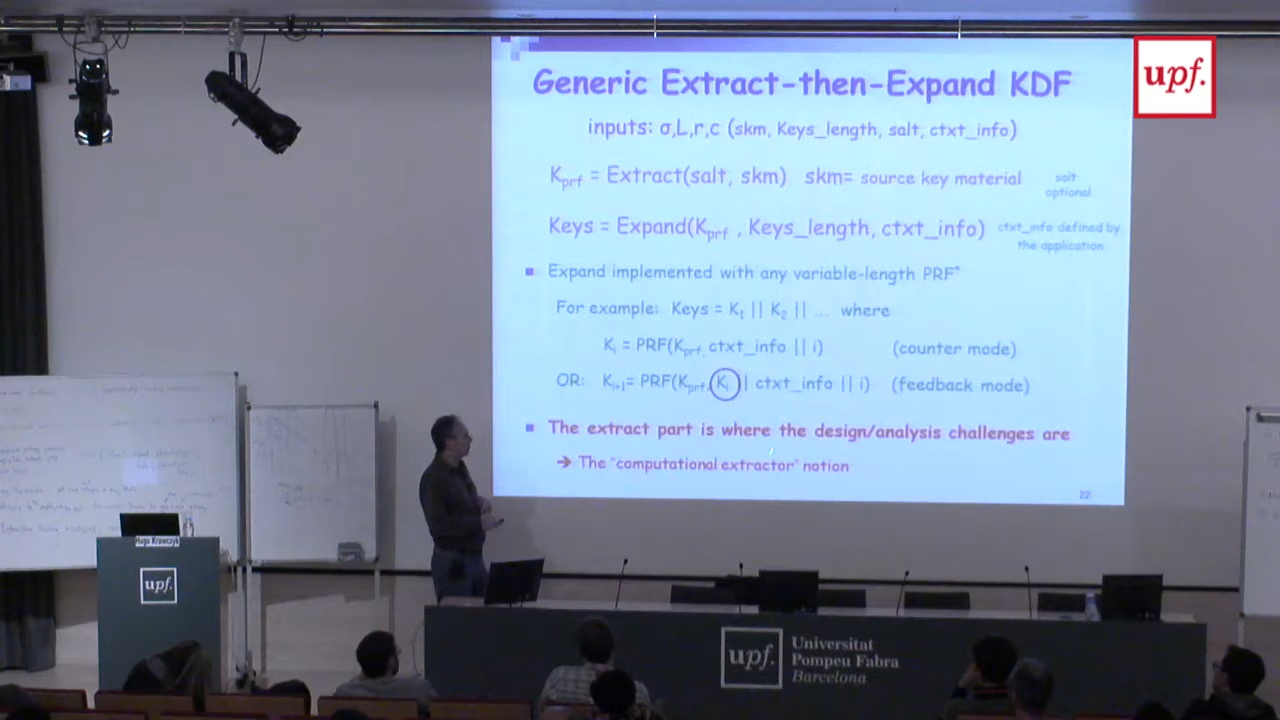 Generic Extract-then-Expand KDF
upf.
inputs: σ,L,r,c (skm, Keys_length, salt, ctxt_info)
Kprf = Extract(salt, skm) skm= source key material
salt
optional
Keys = Expand(Kprf , Keys_length, ctxt_info)
ctxt_info defined by
the application
Expand implemented with any variable-length PRF*
For example: Keys = K1 || K2 || ... where
Ki = PRF(Kprf, ctxt_info || i) (counter mode)
OR: Ki+1= PRF(Kprf, Ki || ctxt_info || i) (feedback mode)
The extract part is where the design/analysis challenges are
➔ The "computational extractor" notion
22
Hugo Krawczyk
upf.
upf.
Universitat
Pompeu Fabra
Barcelona